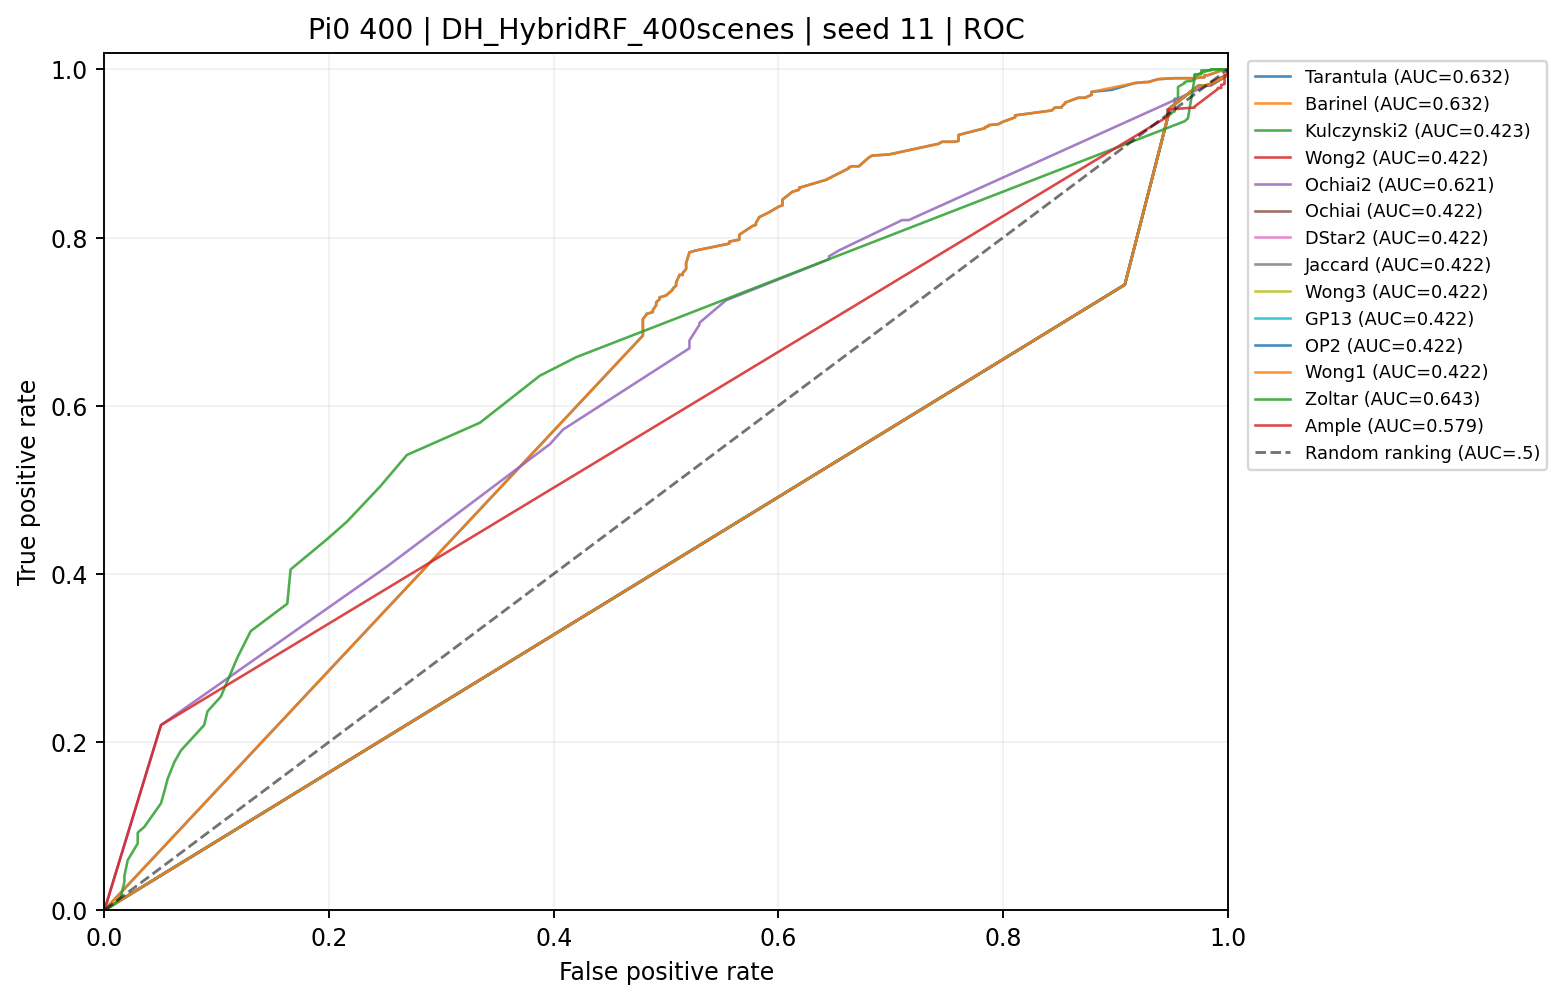 Pi0 400 | DH_HybridRF_400scenes | seed 11 | ROC
1.0
0.8
0.6
0.4
0.2
0.0
True positive rate
0.0 0.2 0.4 0.6 0.8 1.0
False positive rate
Tarantula (AUC=0.632)
Barinel (AUC=0.632)
Kulczynski2 (AUC=0.423)
Wong2 (AUC=0.422)
Ochiai2 (AUC=0.621)
Ochiai (AUC=0.422)
DStar2 (AUC=0.422)
Jaccard (AUC=0.422)
Wong3 (AUC=0.422)
GP13 (AUC=0.422)
OP2 (AUC=0.422)
Wong1 (AUC=0.422)
Zoltar (AUC=0.643)
Ample (AUC=0.579)
Random ranking (AUC=.5)